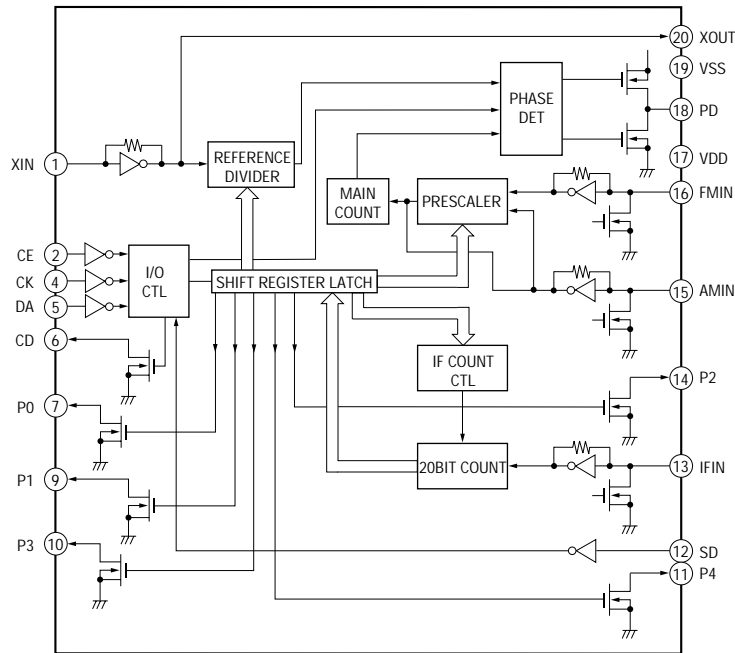 20 XOUT
19 VSS
PHASE
DET
18 PD
XIN 1
REFERENCE
DIVIDER
17 VDD
MAIN
COUNT
PRESCALER
16 FMIN
CE 2
I/O
CTL
CK 4
SHIFT REGISTER LATCH
DA 5
15 AMIN
CD 6
IF COUNT
CTL
14 P2
P0 7
20BIT COUNT
13 IFIN
P1 9
P3 10
12 SD
11 P4